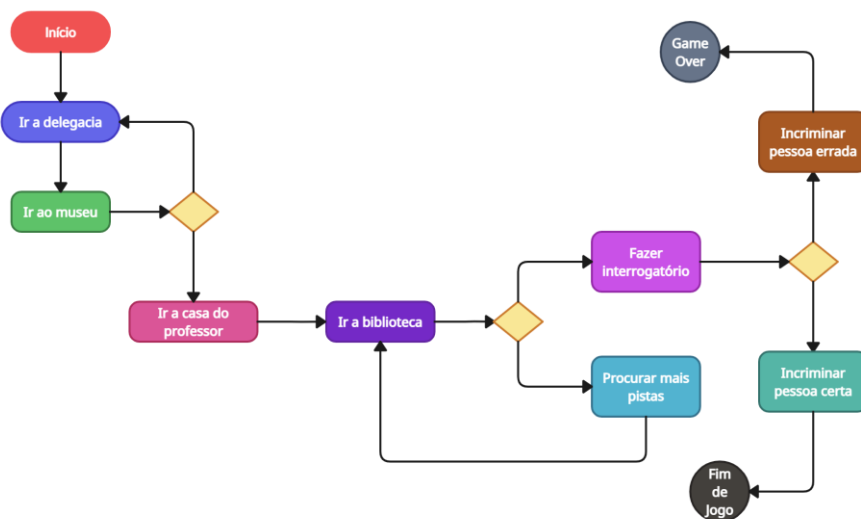 Início
Ir a delegacia
Ir ao museu
Ir a casa do
professor
Ir a biblioteca
Fazer
interrogatório
Procurar mais
pistas
Incriminar
pessoa errada
Game
Over
Incriminar
pessoa certa
Fim
de
Jogo